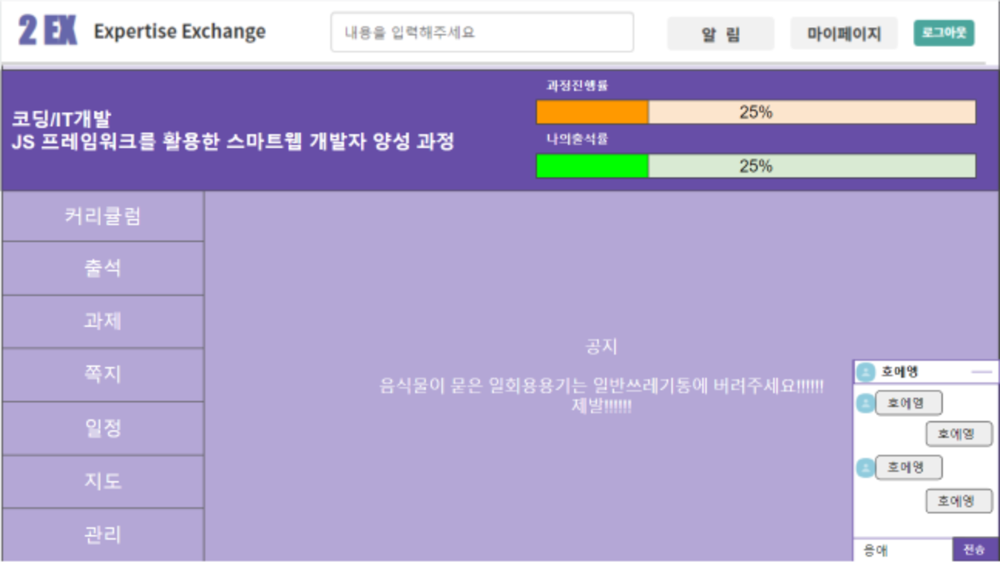 2 EX Expertise Exchange
내용을 입력해주세요
알 림
마이페이지
로그아웃
코딩/IT개발
JS 프레임워크를 활용한 스마트웹 개발자 양성 과정
과정진행률
25%
나의출석률
25%
커리큘럼
출석
과제
쪽지
일정
지도
관리
공지
음식물이 묻은 일회용용기는 일반쓰레기통에 버려주세요!!!!!!
제발!!!!!!
호에엥
호에엥
호에엥
호에엥
호에엥
응애
전송